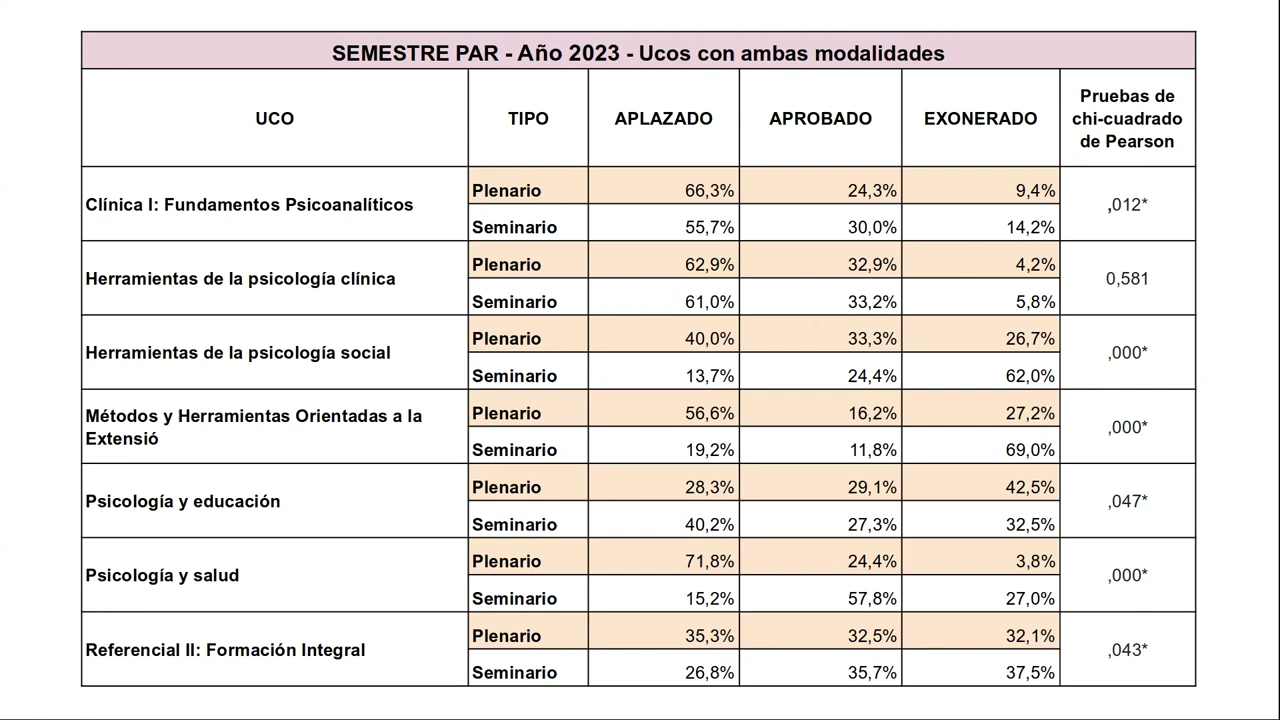 SEMESTRE PAR - Año 2023 - Ucos con ambas modalidades
UCO TIPO APLAZADO APROBADO EXONERADO Pruebas de
chi-cuadrado
de Pearson
Clínica I: Fundamentos Psicoanalíticos
Plenario 66,3% 24,3% 9,4%
,012*
Seminario 55,7% 30,0% 14,2%
Herramientas de la psicología clínica
Plenario 62,9% 32,9% 4,2%
0,581
Seminario 61,0% 33,2% 5,8%
Herramientas de la psicología social
Plenario 40,0% 33,3% 26,7%
,000*
Seminario 13,7% 24,4% 62,0%
Métodos y Herramientas Orientadas a la
Extensió
Plenario 56,6% 16,2% 27,2%
,000*
Seminario 19,2% 11,8% 69,0%
Psicología y educación
Plenario 28,3% 29,1% 42,5%
,047*
Seminario 40,2% 27,3% 32,5%
Psicología y salud
Plenario 71,8% 24,4% 3,8%
,000*
Seminario 15,2% 57,8% 27,0%
Referencial II: Formación Integral
Plenario 35,3% 32,5% 32,1%
,043*
Seminario 26,8% 35,7% 37,5%